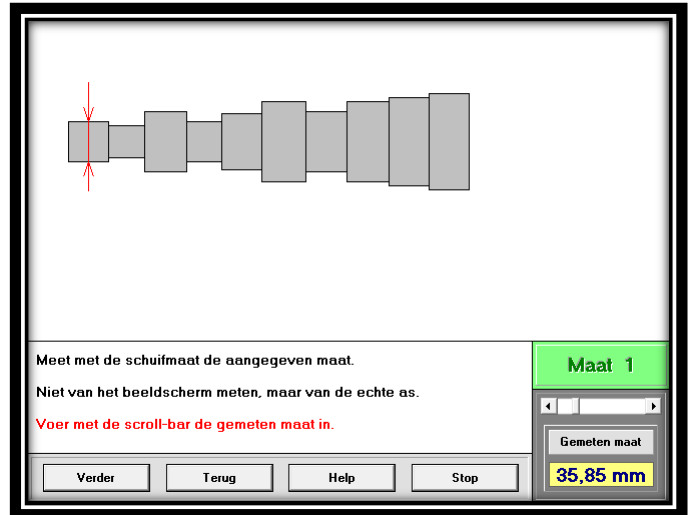 Meet met de schuifmaat de aangegeven maat.
Niet van het beeldscherm meten, maar van de echte as.
Voer met de scroll-bar de gemeten maat in.
Maat 1
Gemeten maat
35,85 mm
Verder
Terug
Help
Stop